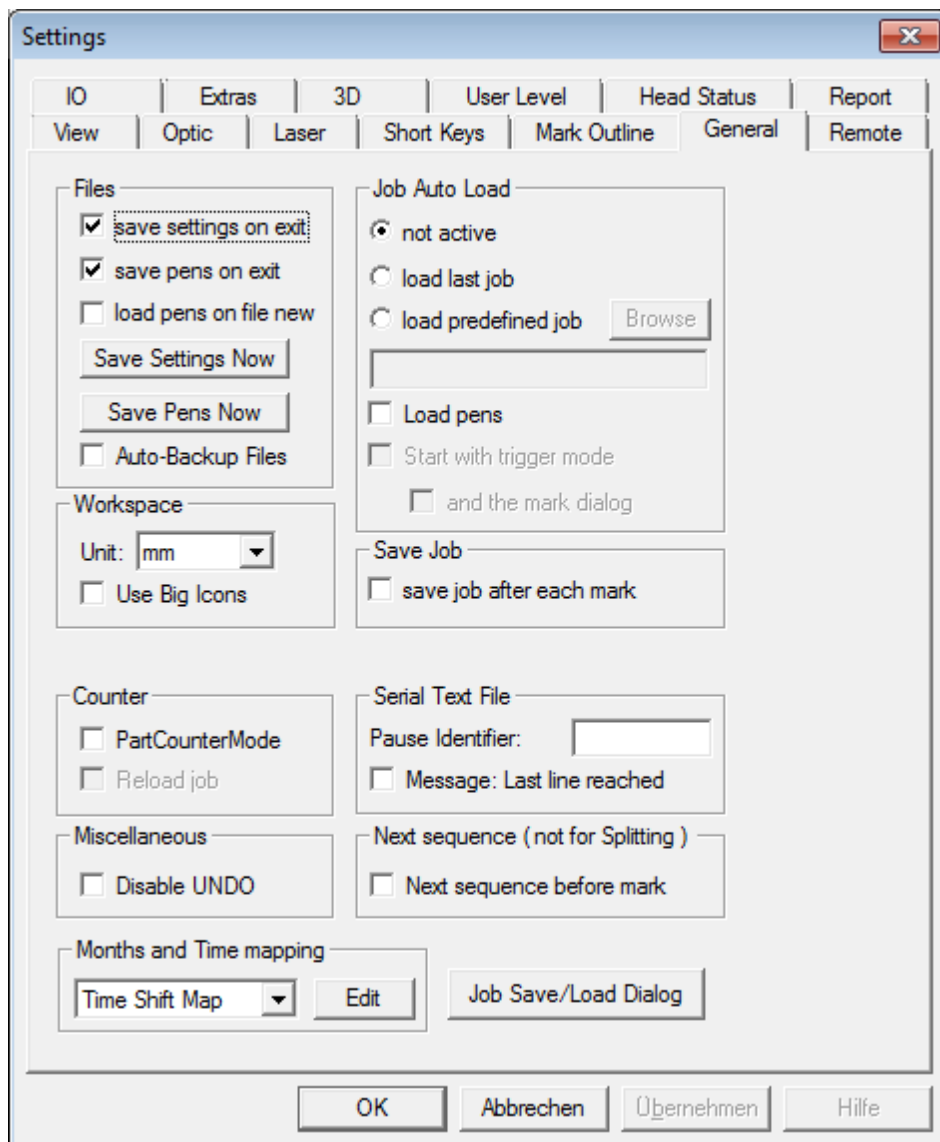 Settings
IO Extras 3D User Level Head Status Report
View Optic Laser Short Keys Mark Outline General Remote
Files
save settings on exit
save pens on exit
load pens on file new
Save Settings Now
Save Pens Now
Auto-Backup Files
Job Auto Load
not active
load last job
load predefined job Browse
Load pens
Start with trigger mode
and the mark dialog
Workspace
Unit: mm
Use Big Icons
Save Job
save job after each mark
Counter
PartCounterMode
Reload job
Serial Text File
Pause Identifier:
Message: Last line reached
Miscellaneous
Disable UNDO
Next sequence ( not for Splitting )
Next sequence before mark
Months and Time mapping
Time Shift Map Edit
Job Save/Load Dialog
OK Abbrechen Übernehmen Hilfe